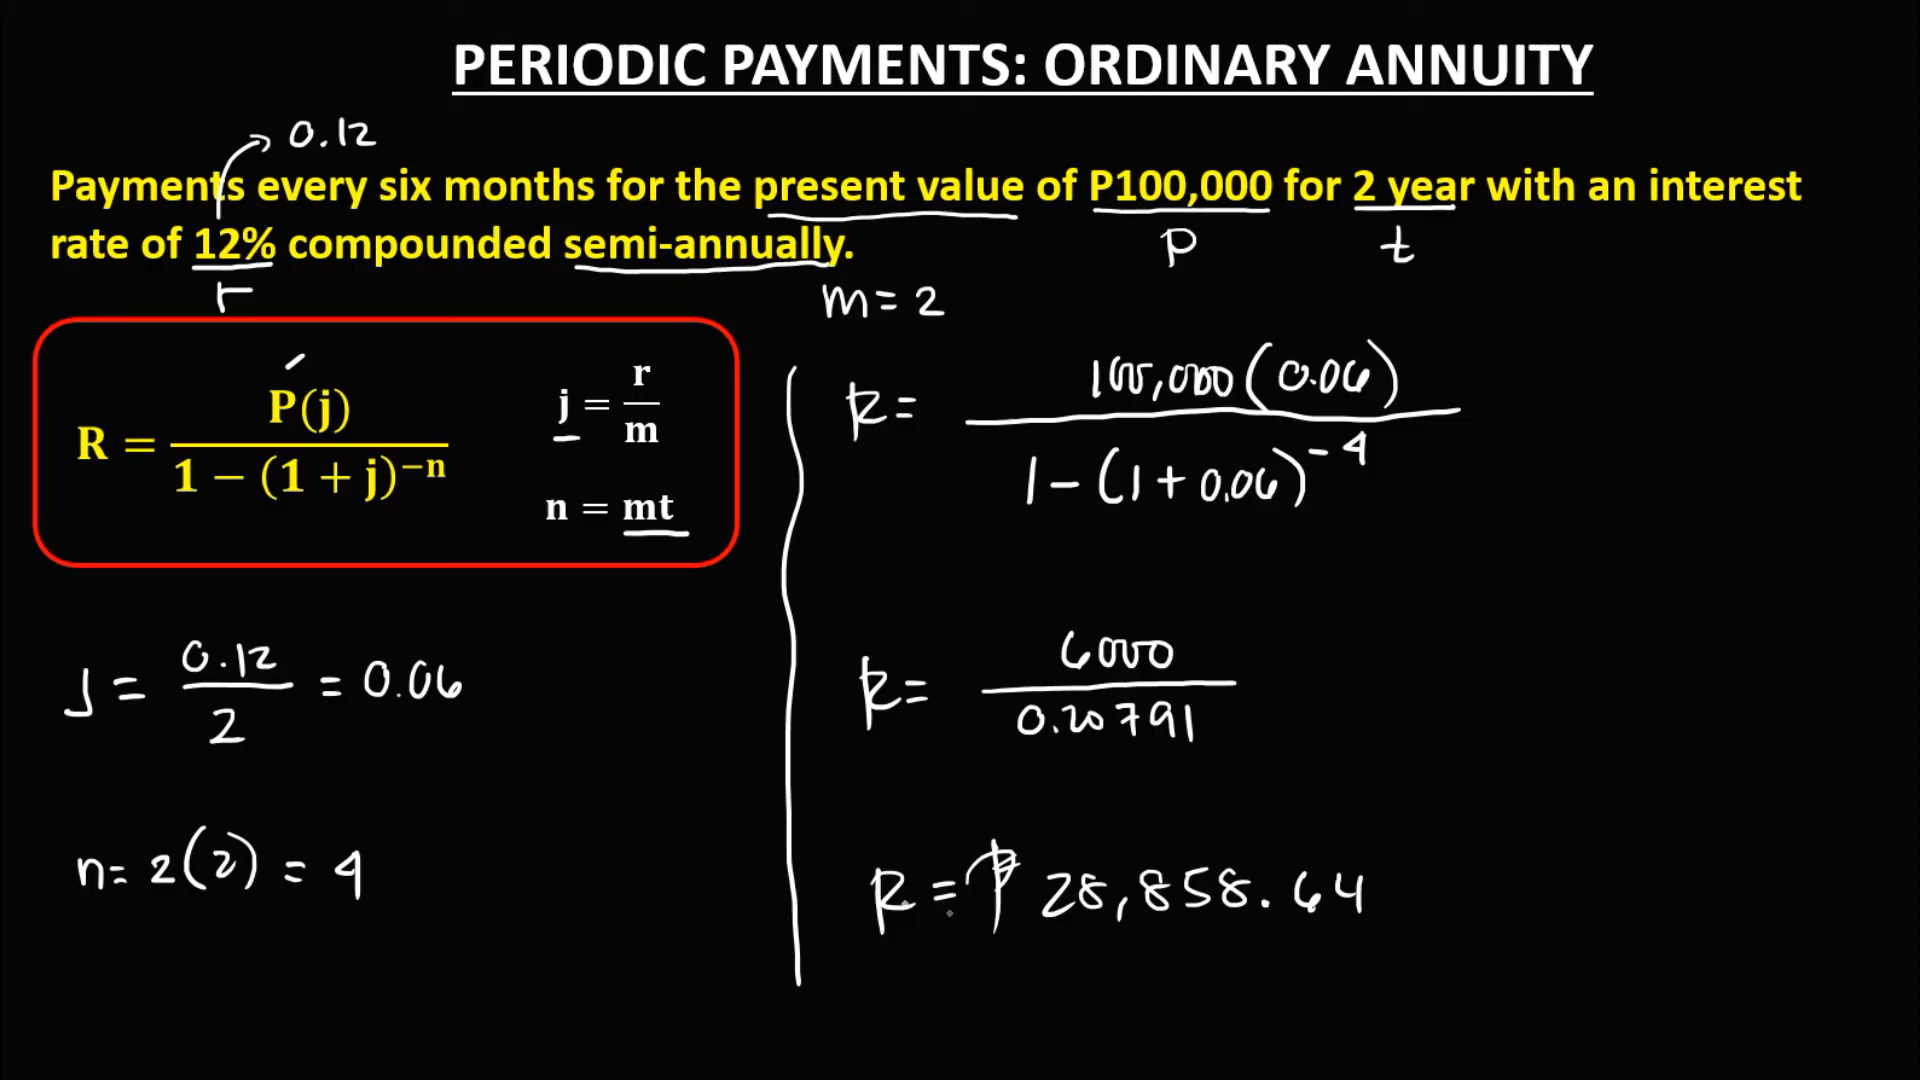 PERIODIC PAYMENTS: ORDINARY ANNUITY
0.12
Payments every six months for the present value of P100,000 for 2 year with an interest
rate of 12% compounded semi-annually.
P
t
r
m = 2
R = P(j) / 1 − (1 + j)⁻ⁿ
j = r / m
n = mt
J = 0.12 / 2 = 0.06
n = 2(2) = 4
R = 100,000(0.06) / 1 − (1 + 0.06)⁻⁴
R = 6000 / 0.20791
R = ₱ 28,858.64